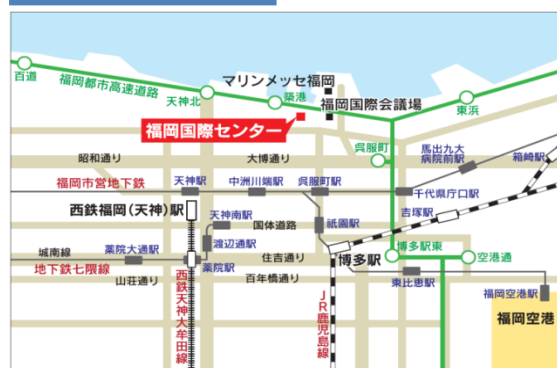 マリンメッセ福岡
百道
福岡都市高速道路
天神北
築港
福岡国際会議場
東浜
福岡国際センター
呉服町
馬出九大
病院前駅
箱崎駅
昭和通り
大博通り
福岡市営地下鉄
天神駅
中洲川端駅
呉服町駅
千代県庁口駅
吉塚駅
西鉄福岡(天神)駅
天神南駅
国体道路
祇園駅
城南線
薬院大通駅
渡辺通駅
住吉通り
博多駅
博多駅東
空港通
地下鉄七隈線
薬院駅
山荘通り
百年橋通り
東比恵駅
福岡空港駅
西鉄天神大牟田線
JR鹿児島線
福岡空港